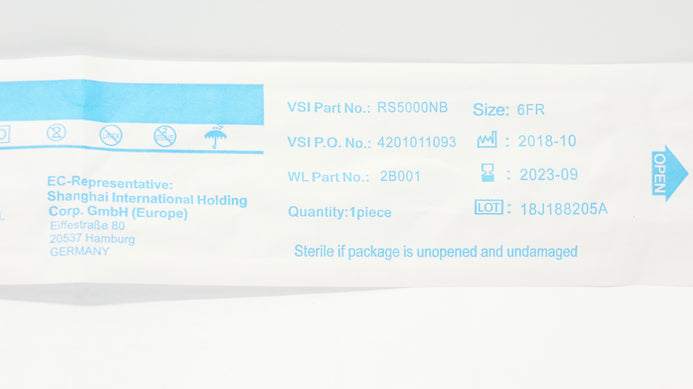 VSI Part No.: RS5000NB
Size: 6FR
VSI P.O. No.: 4201011093
: 2018-10
WL Part No.: 2B001
: 2023-09
Quantity:1piece
LOT : 18J188205A
Sterile if package is unopened and undamaged
EC-Representative:
Shanghai International Holding
Corp. GmbH (Europe)
Eiffestraße 80
20537 Hamburg
GERMANY
OPEN